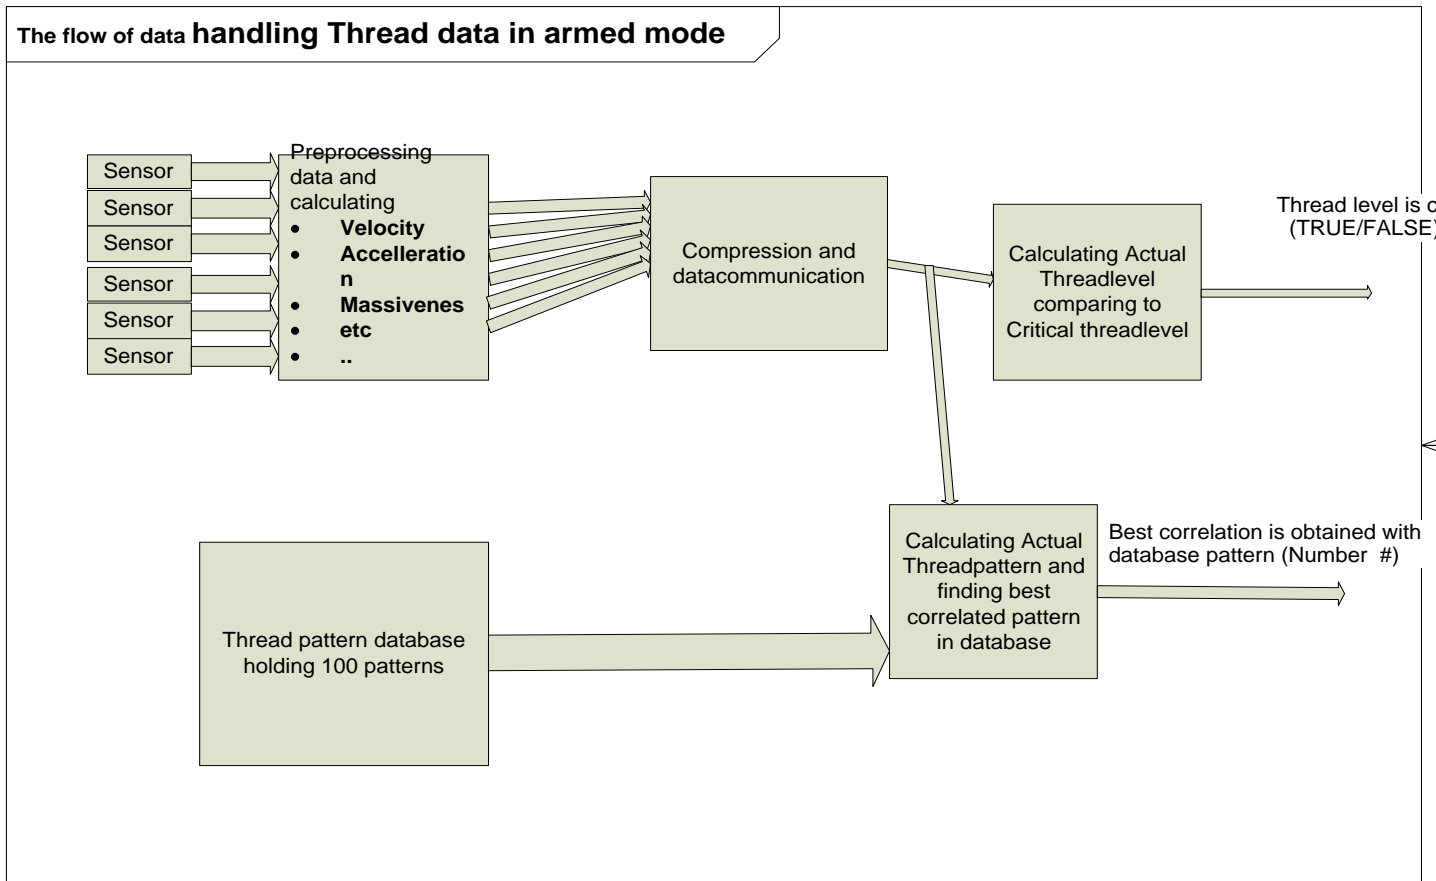 The flow of data handling Thread data in armed mode
Sensor
Sensor
Sensor
Sensor
Sensor
Sensor
Preprocessing
data and
calculating
• Velocity
• Accelleratio
n
• Massivenes
• etc
• ..
Compression and
datacommunication
Calculating Actual
Threadlevel
comparing to
Critical threadlevel
Thread level is
(TRUE/FALSE)
Calculating Actual
Threadpattern and
finding best
correlated pattern
in database
Best correlation is obtained with
database pattern (Number #)
Thread pattern database
holding 100 patterns